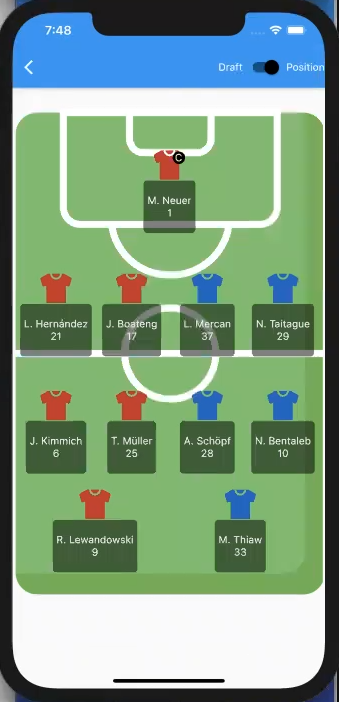 7:48
Draft Position
C
M. Neuer
1
L. Hernández J. Boateng L. Mercan N. Taitague
21 17 37 29
J. Kimmich T. Müller A. Schöpf N. Bentaleb
6 25 28 10
R. Lewandowski M. Thiaw
9 33